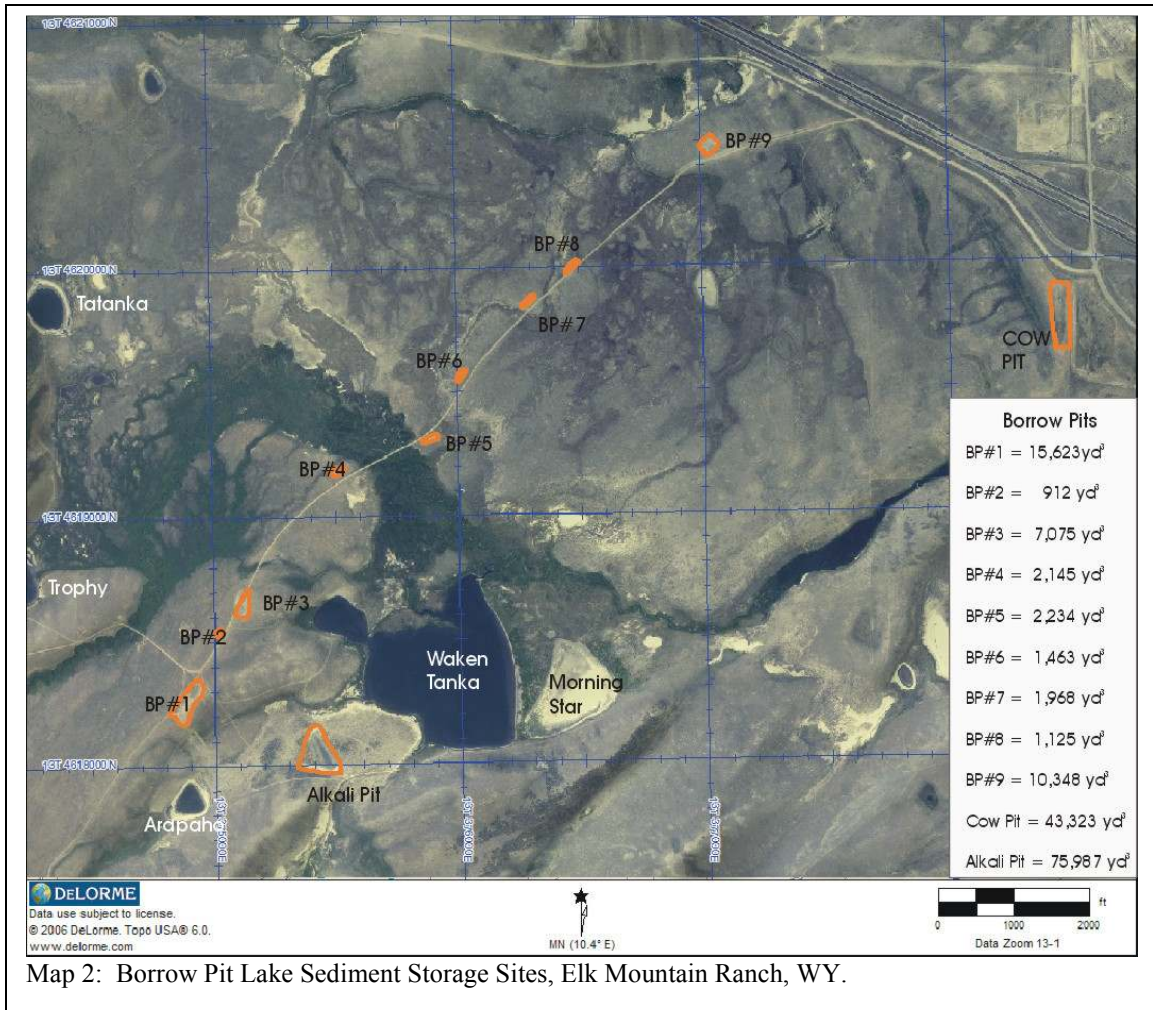 13T 4621000 N
BP#9
BP#8
13T 4620000 N
Tatanka
BP#7
COW
PIT
BP#6
BP#5
BP#4
13T 4619000 N
Trophy
BP#3
BP#2
Waken
Tanka
Morning
Star
BP#1
13T 4618000 N
Alkali Pit
Arapaho
Borrow Pits
BP#1 = 15,623yd³
BP#2 = 912 yd³
BP#3 = 7,075 yd³
BP#4 = 2,145 yd³
BP#5 = 2,234 yd³
BP#6 = 1,463 yd³
BP#7 = 1,968 yd³
BP#8 = 1,125 yd³
BP#9 = 10,348 yd³
Cow Pit = 43,323 yd³
Alkali Pit = 75,987 yd³
DELORME
Data use subject to license.
© 2006 DeLorme. Topo USA® 6.0.
www.delorme.com
MN (10.4° E)
ft
0 1000 2000
Data Zoom 13-1
Map 2: Borrow Pit Lake Sediment Storage Sites, Elk Mountain Ranch, WY.